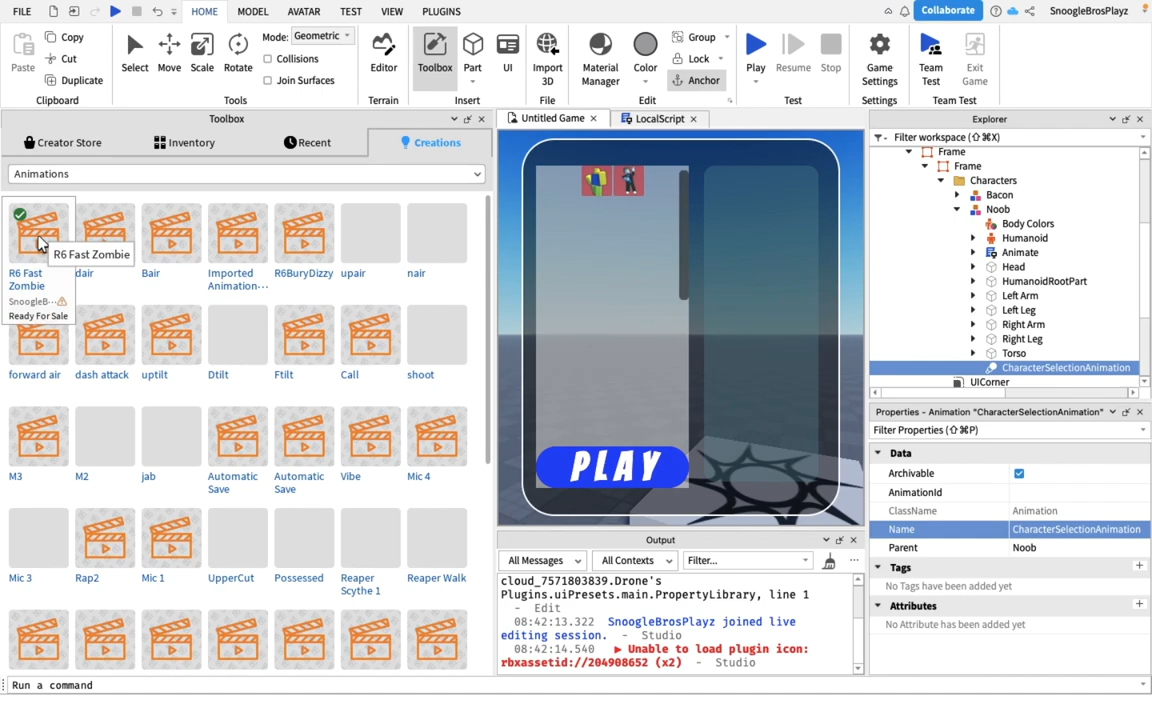 FILE HOME MODEL AVATAR TEST VIEW PLUGINS Collaborate SnoogleBrosPlayz
Paste Copy Cut Duplicate
Clipboard
Select Move Scale Rotate Mode: Geometric Collisions Join Surfaces
Tools
Editor
Terrain
Toolbox Part UI
Insert
Import 3D
File
Material Manager Color Group Lock Anchor
Edit
Play Resume Stop
Test
Game Settings
Settings
Team Test Exit Game
Team Test
Toolbox
Creator Store Inventory Recent Creations
Animations
R6 Fast Zombie
R6 Fast Zombie
SnoogleB···
Ready For Sale
dair Bair Imported Animation··· R6BuryDizzy upair nair
forward air dash attack uptilt Dtilt Ftilt Call shoot
M3 M2 jab Automatic Save Automatic Save Vibe Mic 4
Mic 3 Rap2 Mic 1 UpperCut Possessed Reaper Scythe 1 Reaper Walk
Run a command
Untitled Game LocalScript
PLAY
Output
All Messages All Contexts Filter...
cloud_7571803839.Drone's
Plugins.uiPresets.main.PropertyLibrary, line 1
- Edit
08:42:13.322 SnoogleBrosPlayz joined live
editing session. - Studio
08:42:14.540 Unable to load plugin icon:
rbxassetid://204908652 (x2) - Studio
Explorer
Filter workspace (⇧⌘X)
Frame
Frame
Characters
Bacon
Noob
Body Colors
Humanoid
Animate
Head
HumanoidRootPart
Left Arm
Left Leg
Right Arm
Right Leg
Torso
CharacterSelectionAnimation
UICorner
Properties - Animation "CharacterSelectionAnimation"
Filter Properties (⇧⌘P)
Data
Archivable
AnimationId
ClassName Animation
Name CharacterSelectionAnimation
Parent Noob
Tags
No Tags have been added yet
Attributes
No Attribute has been added yet